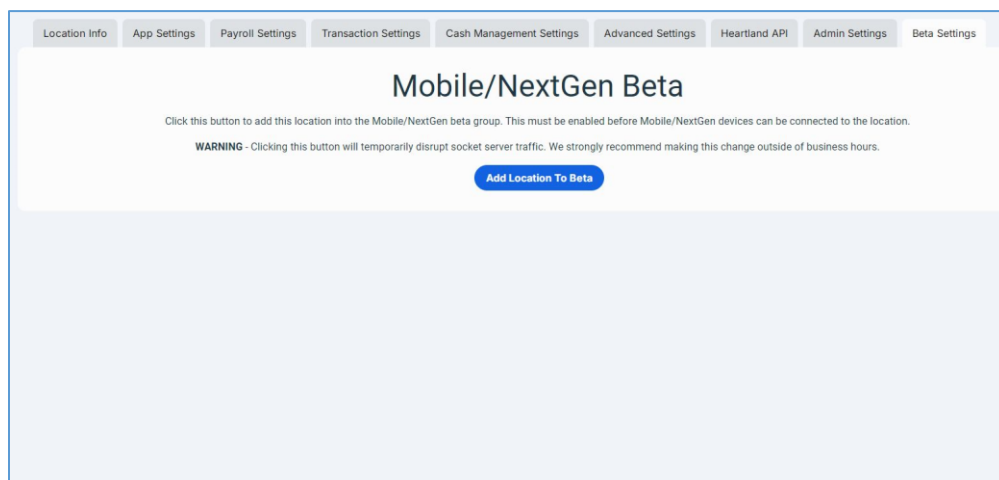 Location Info App Settings Payroll Settings Transaction Settings Cash Management Settings Advanced Settings Heartland API Admin Settings Beta Settings
Mobile/NextGen Beta
Click this button to add this location into the Mobile/NextGen beta group. This must be enabled before Mobile/NextGen devices can be connected to the location.
WARNING - Clicking this button will temporarily disrupt socket server traffic. We strongly recommend making this change outside of business hours.
Add Location To Beta